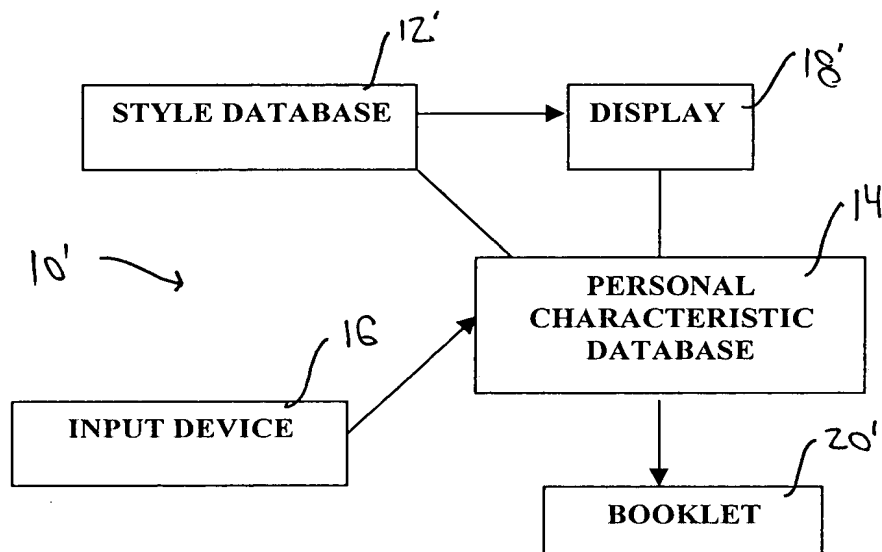 12'
STYLE DATABASE
DISPLAY
18'
14
10'
PERSONAL
CHARACTERISTIC
DATABASE
16
INPUT DEVICE
20'
BOOKLET